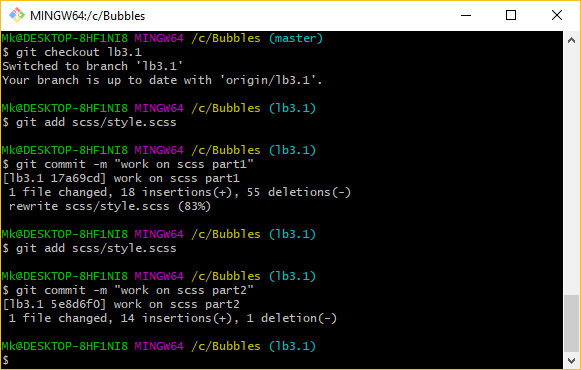 MINGW64:/c/Bubbles
Mk@DESKTOP-8HF1NI8 MINGW64 /c/Bubbles (master)
$ git checkout lb3.1
Switched to branch 'lb3.1'
Your branch is up to date with 'origin/lb3.1'.
Mk@DESKTOP-8HF1NI8 MINGW64 /c/Bubbles (lb3.1)
$ git add scss/style.scss
Mk@DESKTOP-8HF1NI8 MINGW64 /c/Bubbles (lb3.1)
$ git commit -m "work on scss part1"
[lb3.1 17a69cd] work on scss part1
 1 file changed, 18 insertions(+), 55 deletions(-)
 rewrite scss/style.scss (83%)
Mk@DESKTOP-8HF1NI8 MINGW64 /c/Bubbles (lb3.1)
$ git add scss/style.scss
Mk@DESKTOP-8HF1NI8 MINGW64 /c/Bubbles (lb3.1)
$ git commit -m "work on scss part2"
[lb3.1 5e8d6f0] work on scss part2
 1 file changed, 14 insertions(+), 1 deletion(-)
Mk@DESKTOP-8HF1NI8 MINGW64 /c/Bubbles (lb3.1)
$